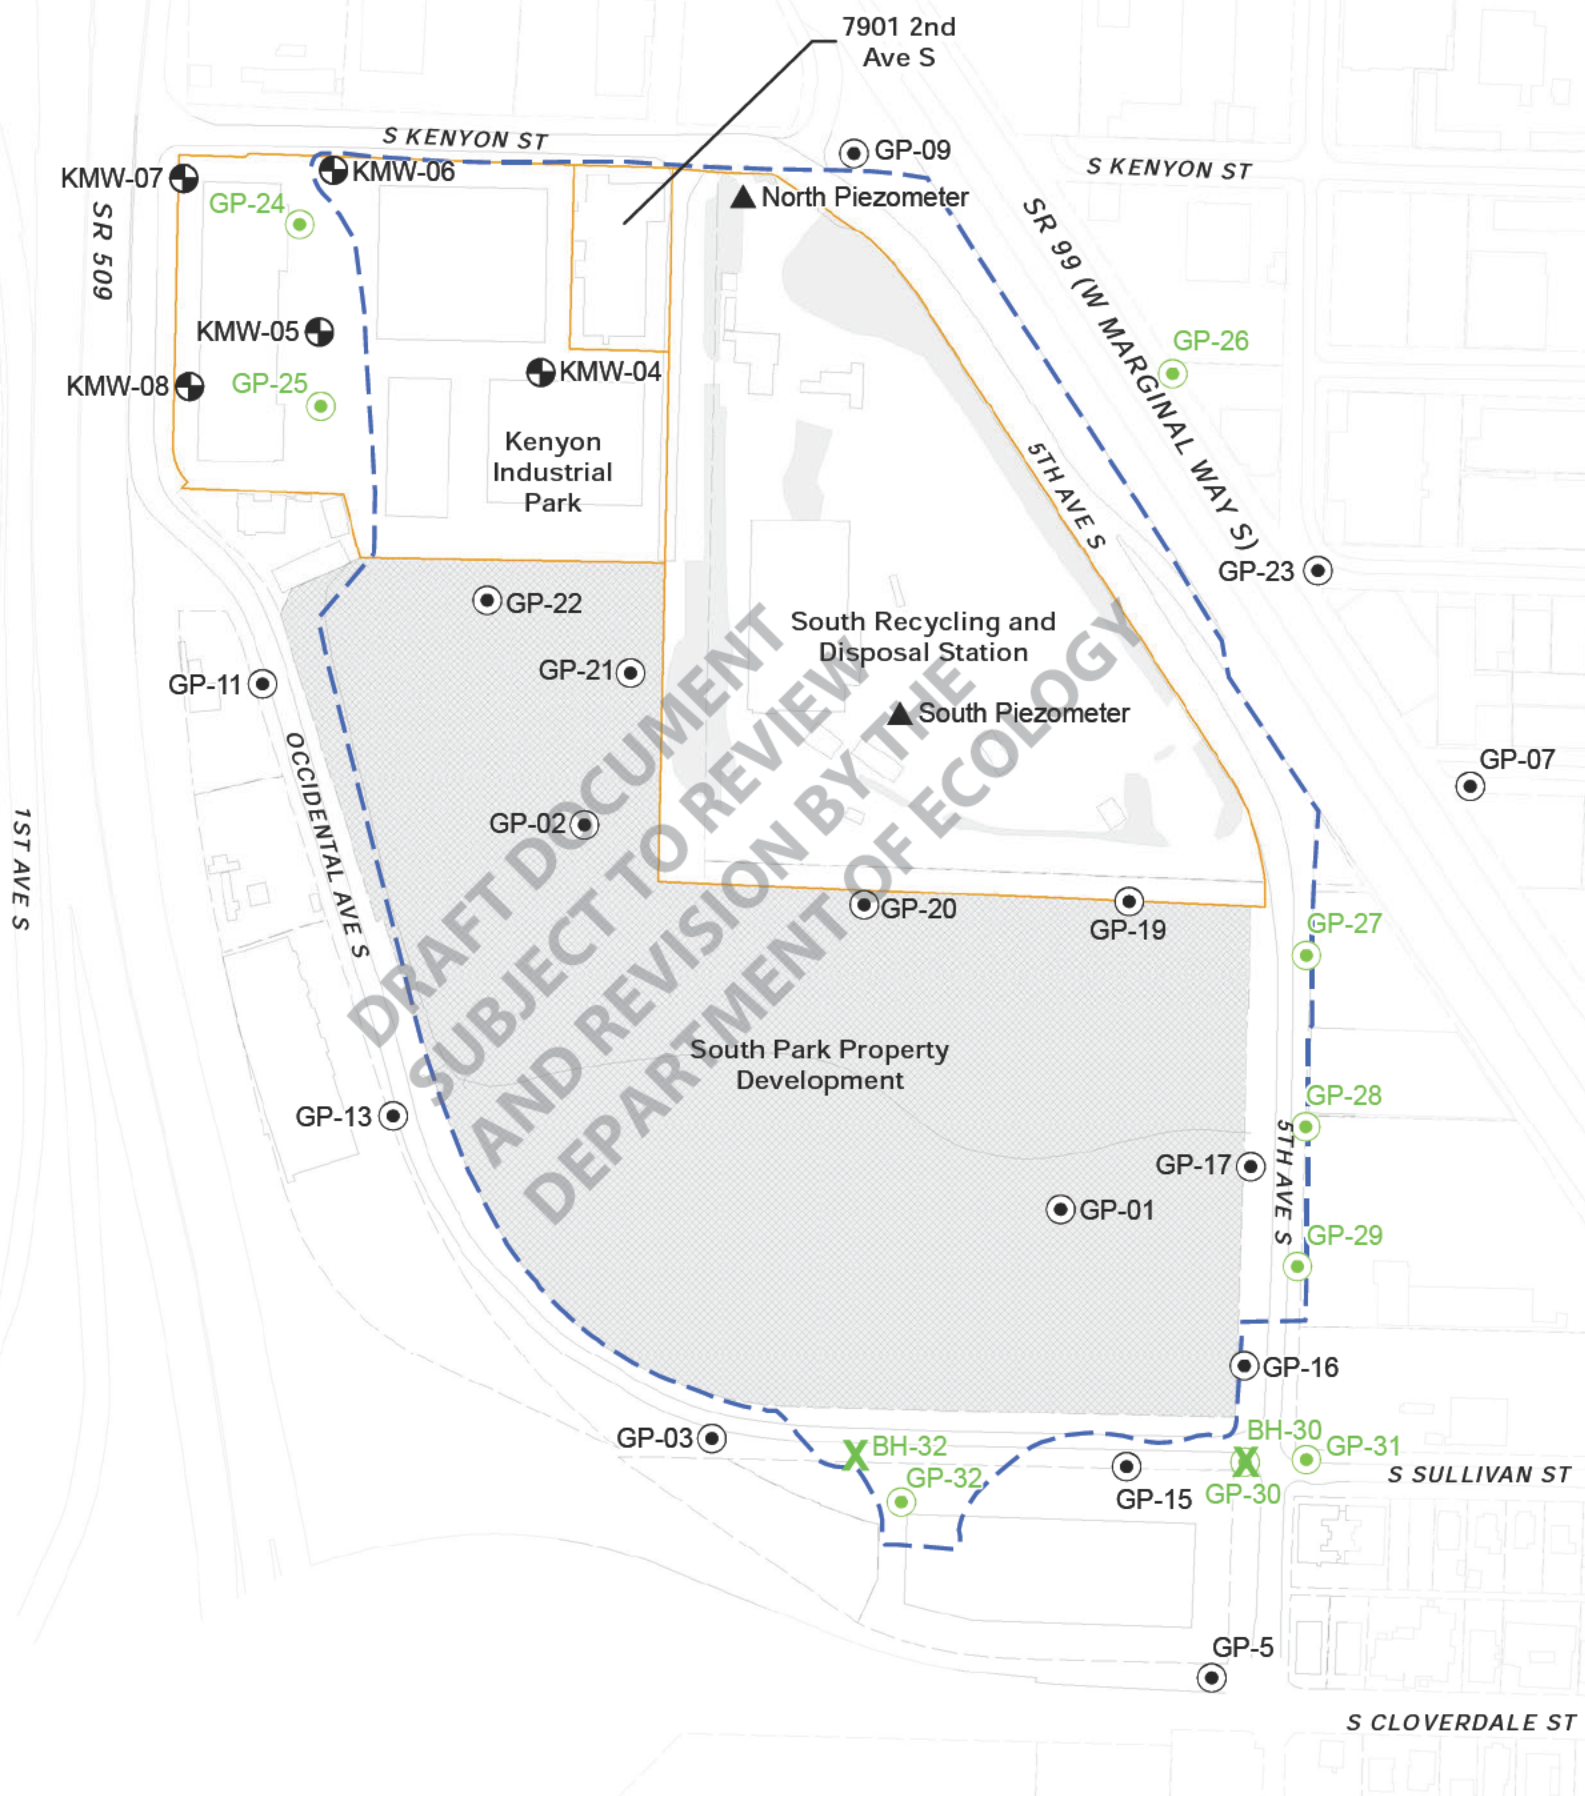 7901 2nd
Ave S
S KENYON ST
GP-09
S KENYON ST
KMW-07
KMW-06
GP-24
North Piezometer
SR 509
SR 99 (W MARGINAL WAY S)
KMW-05
GP-26
KMW-08
GP-25
KMW-04
Kenyon
Industrial
Park
5TH AVE S
GP-23
GP-22
South Recycling and
Disposal Station
GP-21
GP-11
South Piezometer
OCCIDENTAL AVE S
GP-07
1ST AVE S
GP-02
GP-20
GP-19
GP-27
DRAFT DOCUMENT
SUBJECT TO REVIEW
AND REVISION BY THE
DEPARTMENT OF ECOLOGY
South Park Property
Development
GP-28
GP-13
5TH AVE S
GP-17
GP-01
GP-29
GP-16
GP-03
BH-32
BH-30
GP-31
GP-32
GP-15
GP-30
S SULLIVAN ST
GP-5
S CLOVERDALE ST